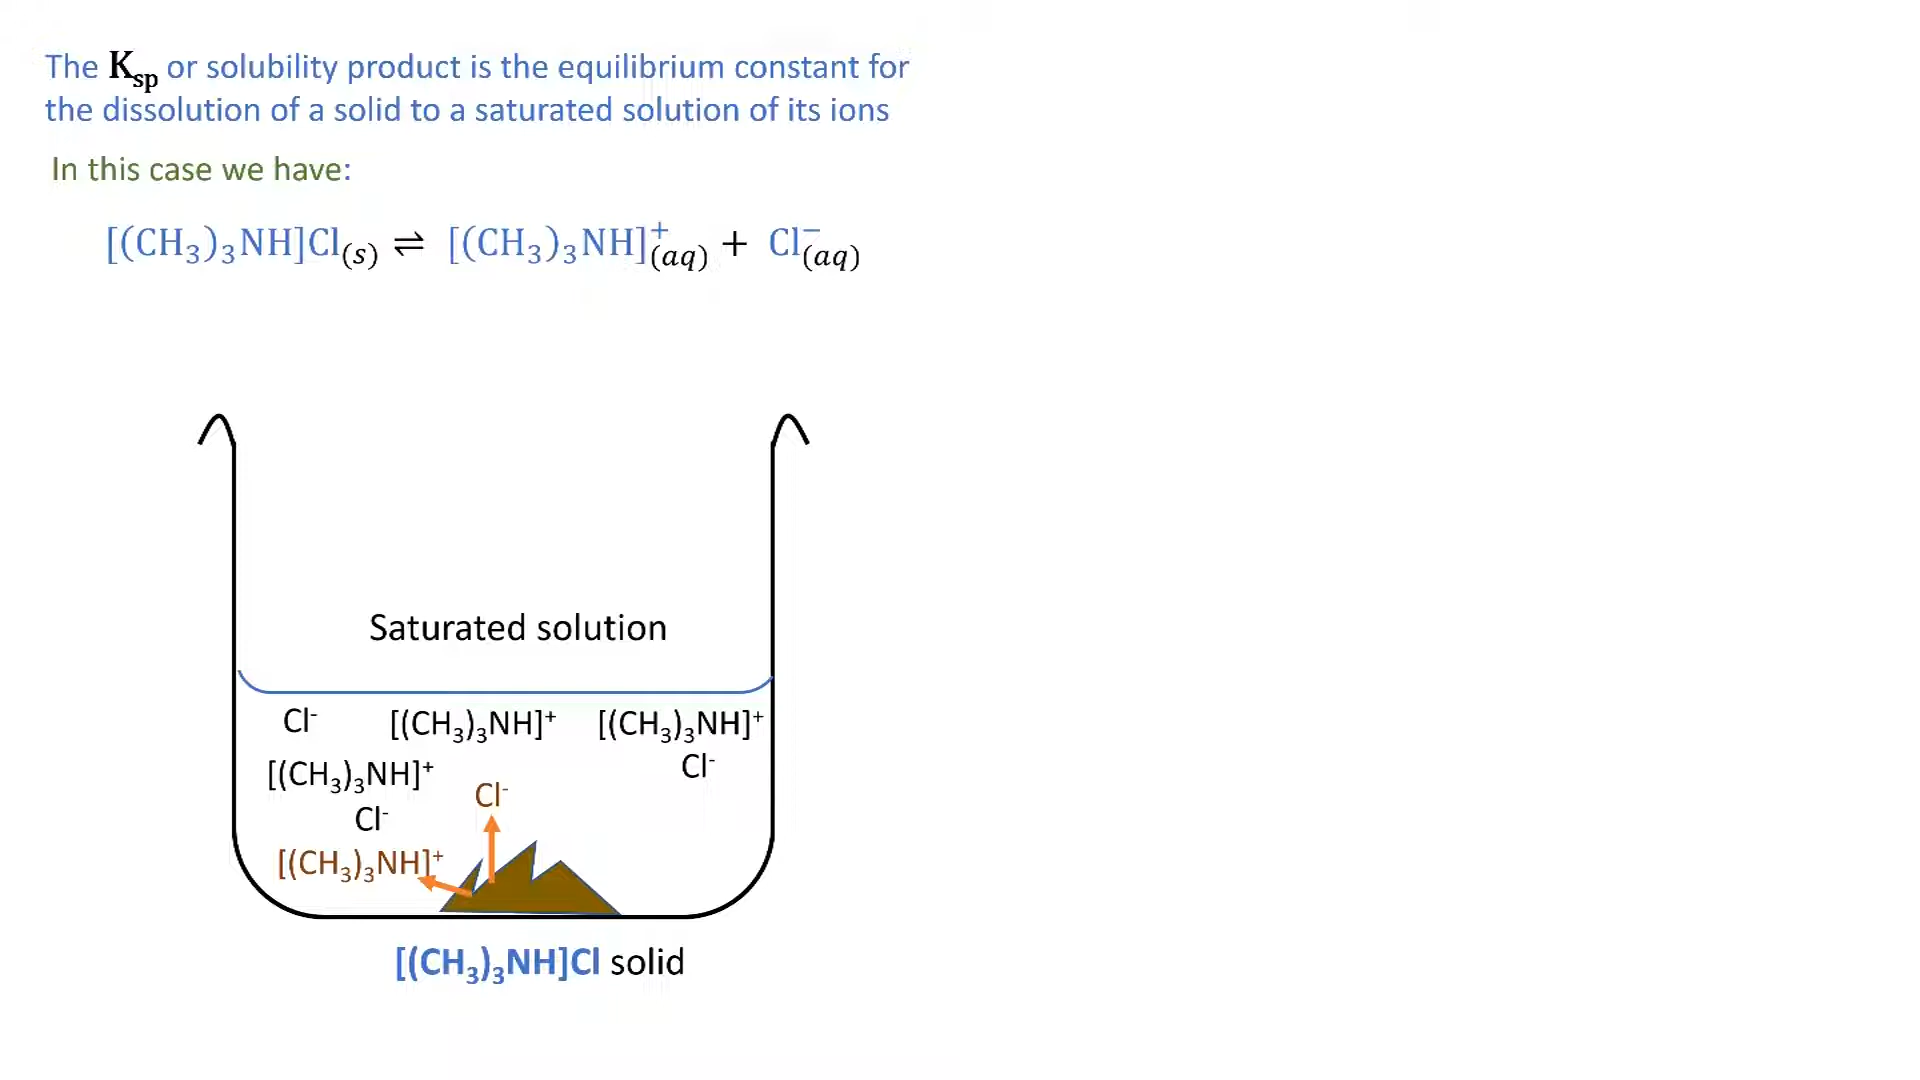 The Ksp or solubility product is the equilibrium constant for
the dissolution of a solid to a saturated solution of its ions
In this case we have:
[(CH₃)₃NH]Cl₍s₎ ⇌ [(CH₃)₃NH]⁺(aq) + Cl⁻(aq)
Saturated solution
Cl⁻ [(CH₃)₃NH]⁺ [(CH₃)₃NH]⁺
[(CH₃)₃NH]⁺ Cl⁻
Cl⁻
Cl⁻
[(CH₃)₃NH]⁺
[(CH₃)₃NH]Cl solid